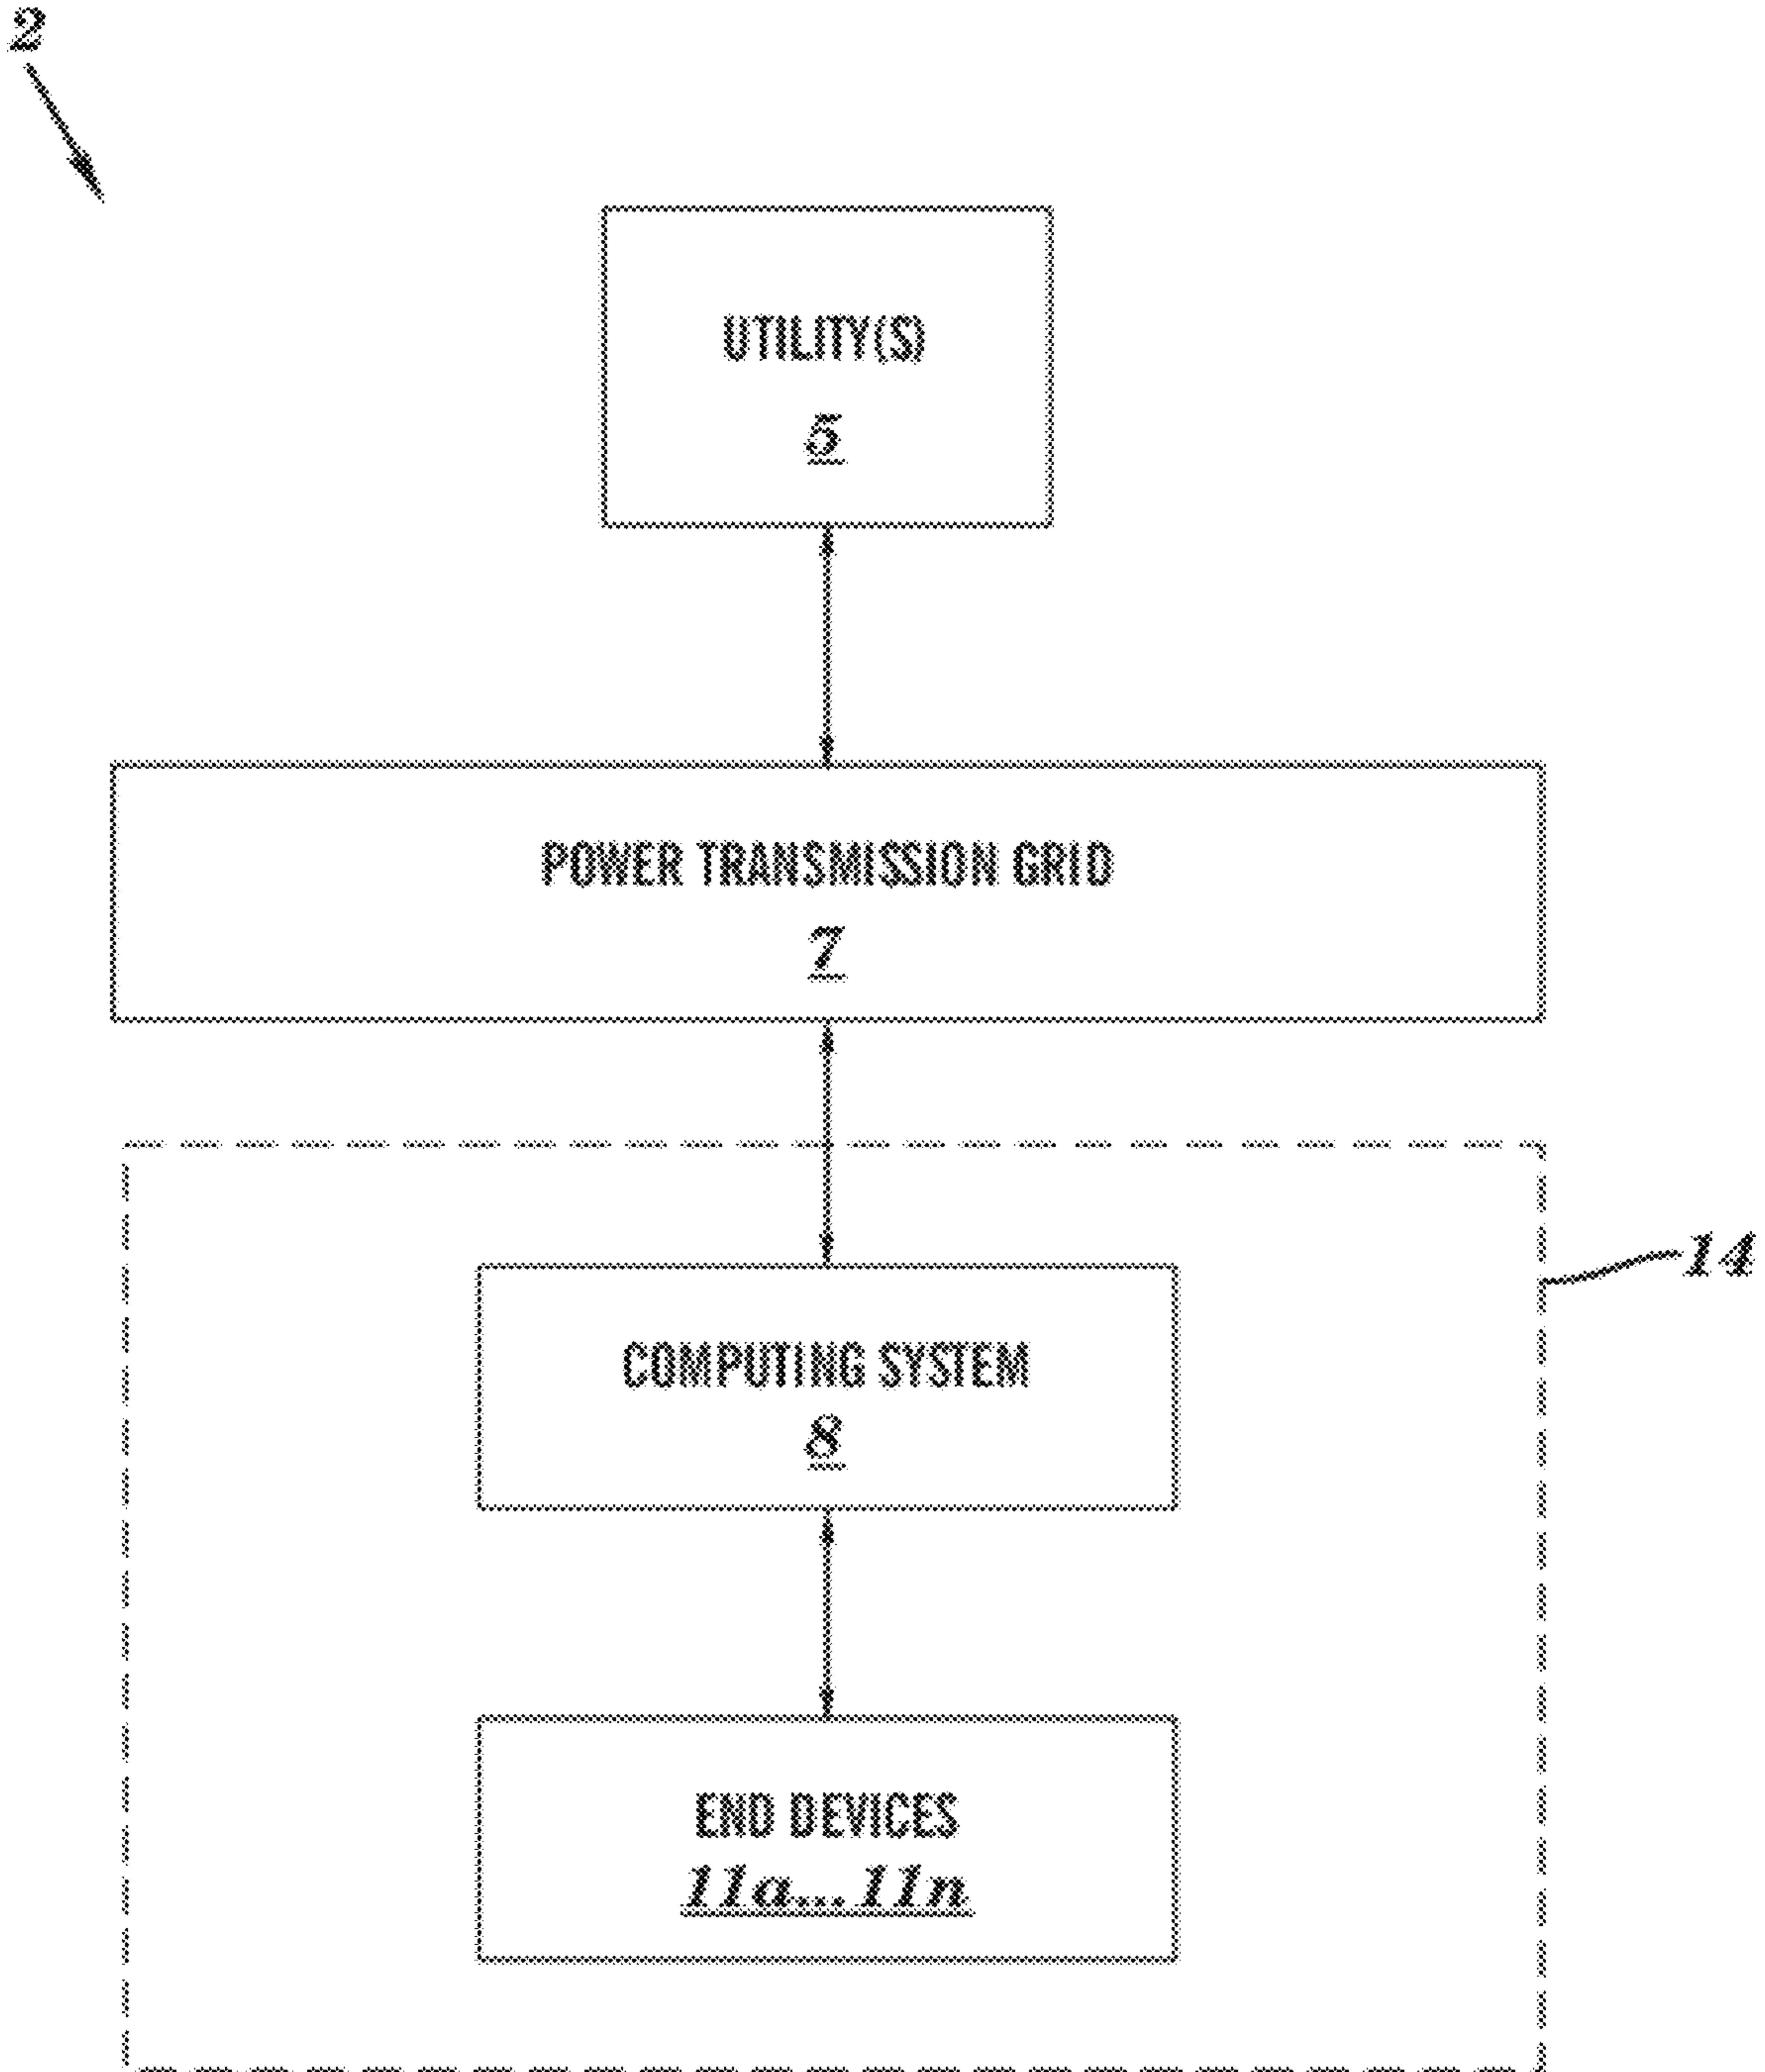 2
UTILITY(S)
5
POWER TRANSMISSION GRID
7
14
COMPUTING SYSTEM
8
END DEVICES
11a...11n